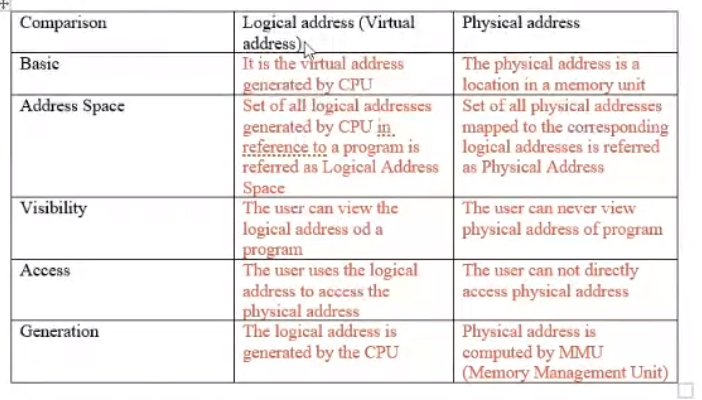 Comparison
Logical address (Virtual
address)
Physical address
Basic
It is the virtual address
generated by CPU
The physical address is a
location in a memory unit
Address Space
Set of all logical addresses
generated by CPU in
reference to a program is
referred as Logical Address
Space
Set of all physical addresses
mapped to the corresponding
logical addresses is referred
as Physical Address
Visibility
The user can view the
logical address od a
program
The user can never view
physical address of program
Access
The user uses the logical
address to access the
physical address
The user can not directly
access physical address
Generation
The logical address is
generated by the CPU
Physical address is
computed by MMU
(Memory Management Unit)